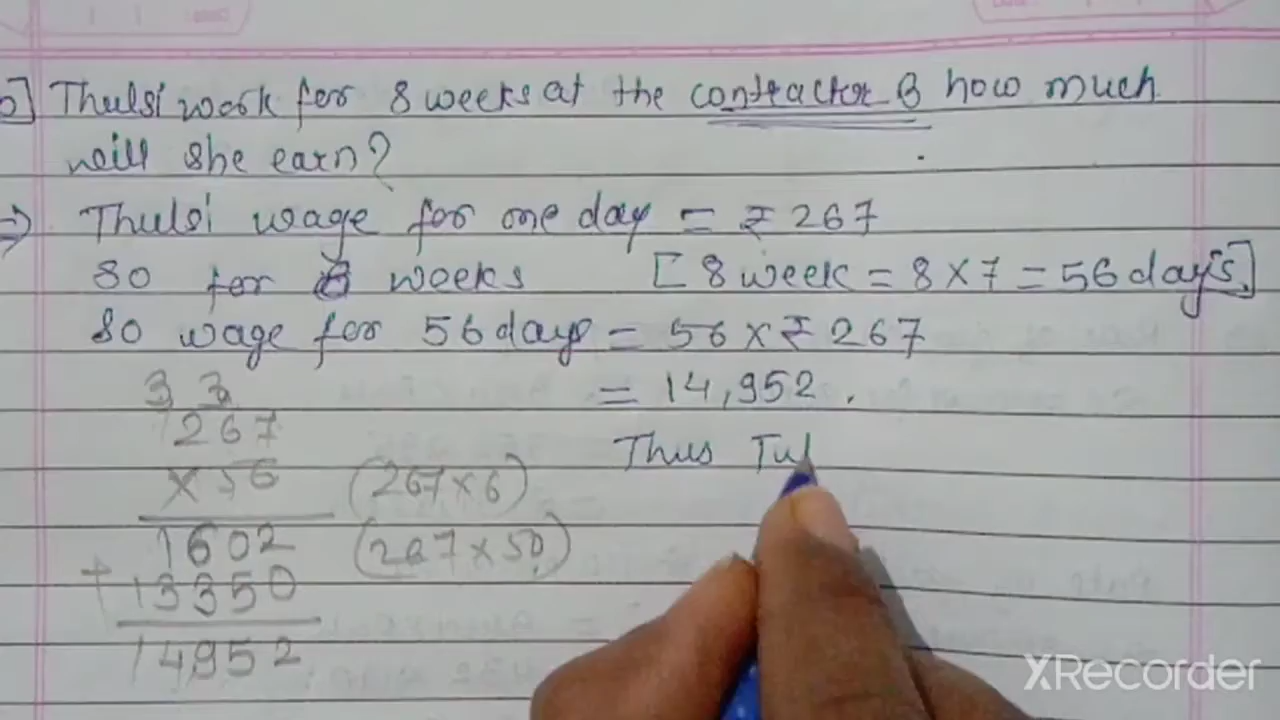 Thulsi work for 8 weeks at the contractor B how much
will she earn?
⇒ Thulsi wage for one day = ₹ 267
So for 8 weeks [8 week = 8 × 7 = 56 days.]
So wage for 56 days = 56 × ₹ 267
= 14,952.
Thus Tul
3 3
267
× 56 (267 × 6)
1602 (267 × 50)
+ 13350
14952
XRecorder